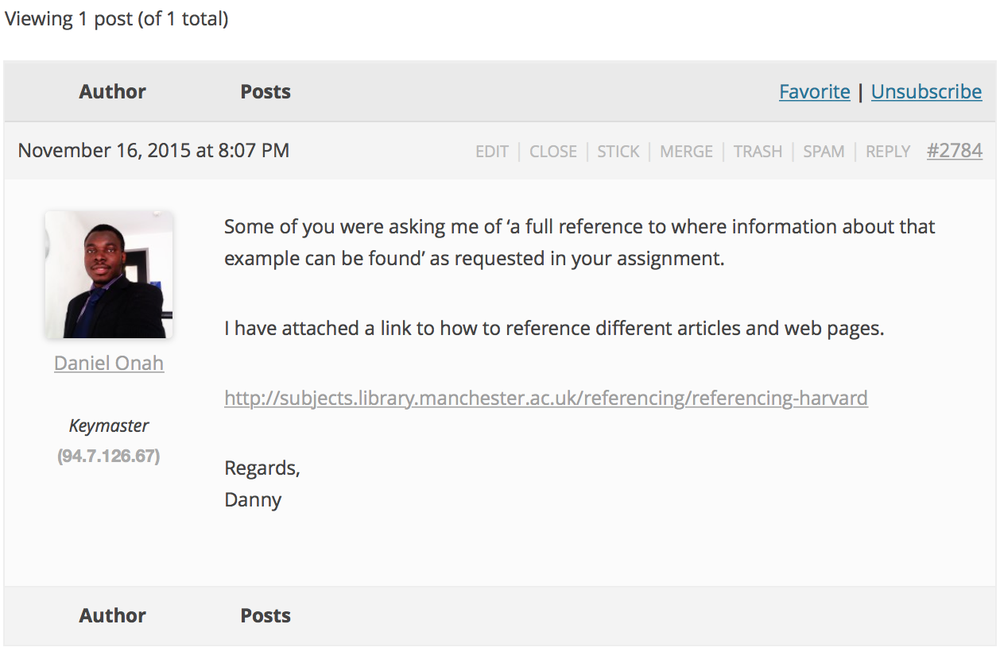 Viewing 1 post (of 1 total)
Author Posts Favorite | Unsubscribe
November 16, 2015 at 8:07 PM EDIT | CLOSE | STICK | MERGE | TRASH | SPAM | REPLY #2784
Daniel Onah
Keymaster
(94.7.126.67)
Some of you were asking me of ‘a full reference to where information about that
example can be found’ as requested in your assignment.
I have attached a link to how to reference different articles and web pages.
http://subjects.library.manchester.ac.uk/referencing/referencing-harvard
Regards,
Danny
Author Posts